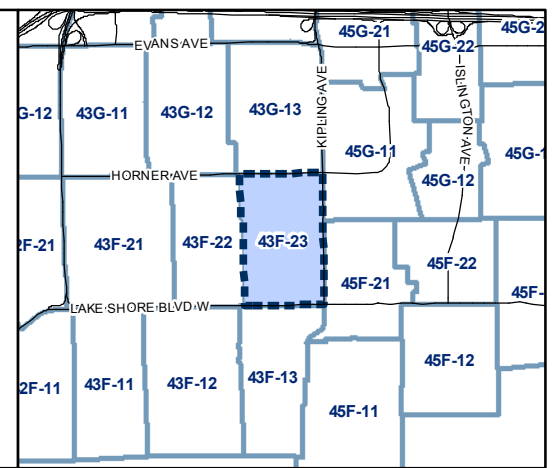 45G-21
45G-2
45G-22
EVANS AVE
KIPLING AVE
ISLINGTON AVE
G-12
43G-11
43G-12
43G-13
45G-11
45G-1
45G-12
HORNER AVE
2F-21
43F-21
43F-22
43F-23
45F-22
45F-21
45F-
LAKE SHORE BLVD W
2F-11
43F-11
43F-12
43F-13
45F-12
45F-11